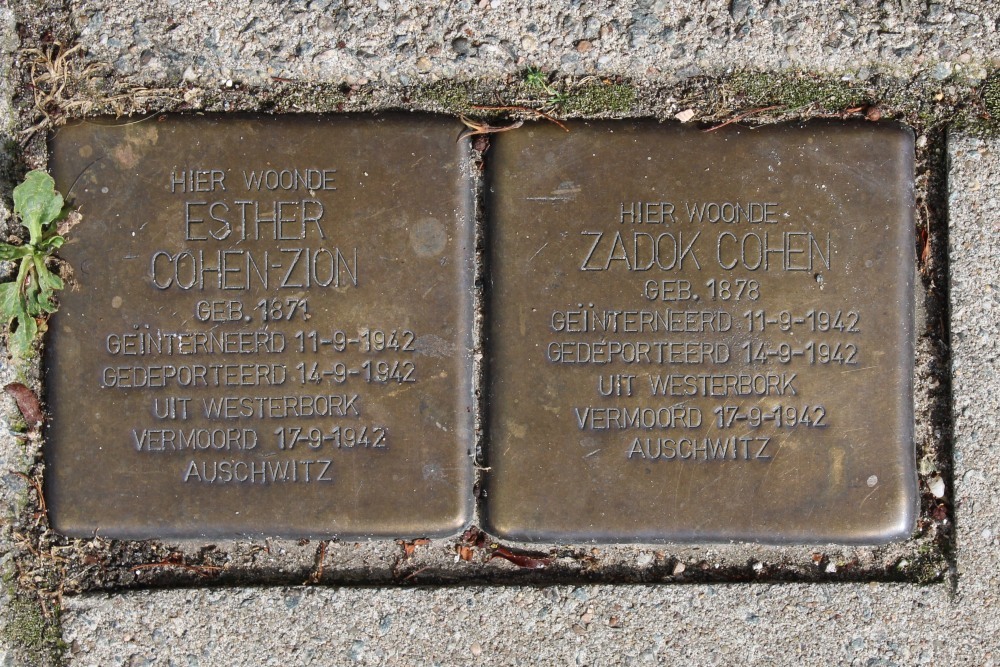 HIER WOONDE
ESTHER
COHEN-ZION
GEB. 1871
GEÏNTERNEERD 11-9-1942
GEDEPORTEERD 14-9-1942
UIT WESTERBORK
VERMOORD 17-9-1942
AUSCHWITZ
HIER WOONDE
ZADOK COHEN
GEB. 1878
GEÏNTERNEERD 11-9-1942
GEDEPORTEERD 14-9-1942
UIT WESTERBORK
VERMOORD 17-9-1942
AUSCHWITZ